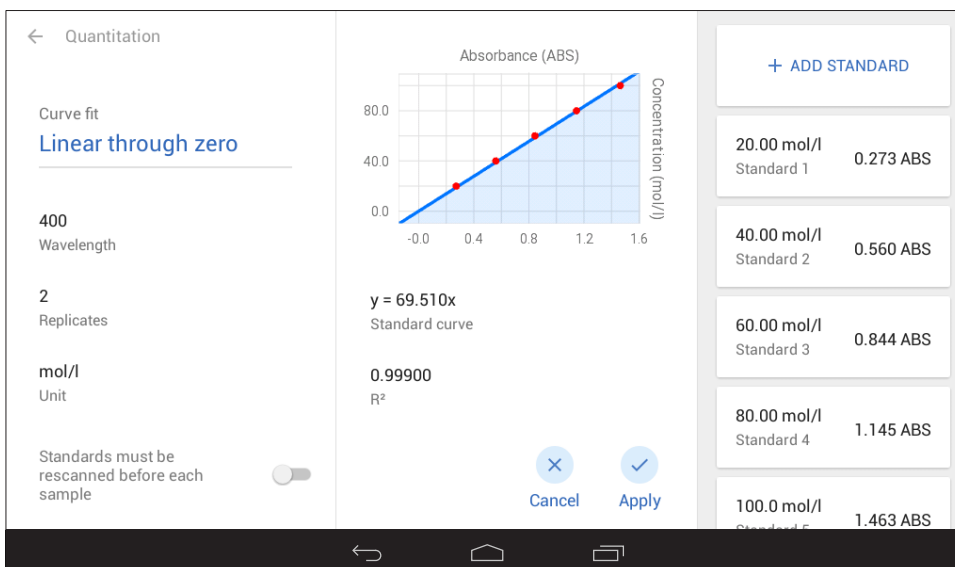 Quantitation
Curve fit
Linear through zero
400
Wavelength
2
Replicates
mol/l
Unit
Standards must be
rescanned before each
sample
Absorbance (ABS)
80.0
40.0
0.0
-0.0 0.4 0.8 1.2 1.6
Concentration (mol/l)
y = 69.510x
Standard curve
0.99900
R²
Cancel Apply
+ ADD STANDARD
20.00 mol/l
Standard 1
0.273 ABS
40.00 mol/l
Standard 2
0.560 ABS
60.00 mol/l
Standard 3
0.844 ABS
80.00 mol/l
Standard 4
1.145 ABS
100.0 mol/l
Standard 5
1.463 ABS